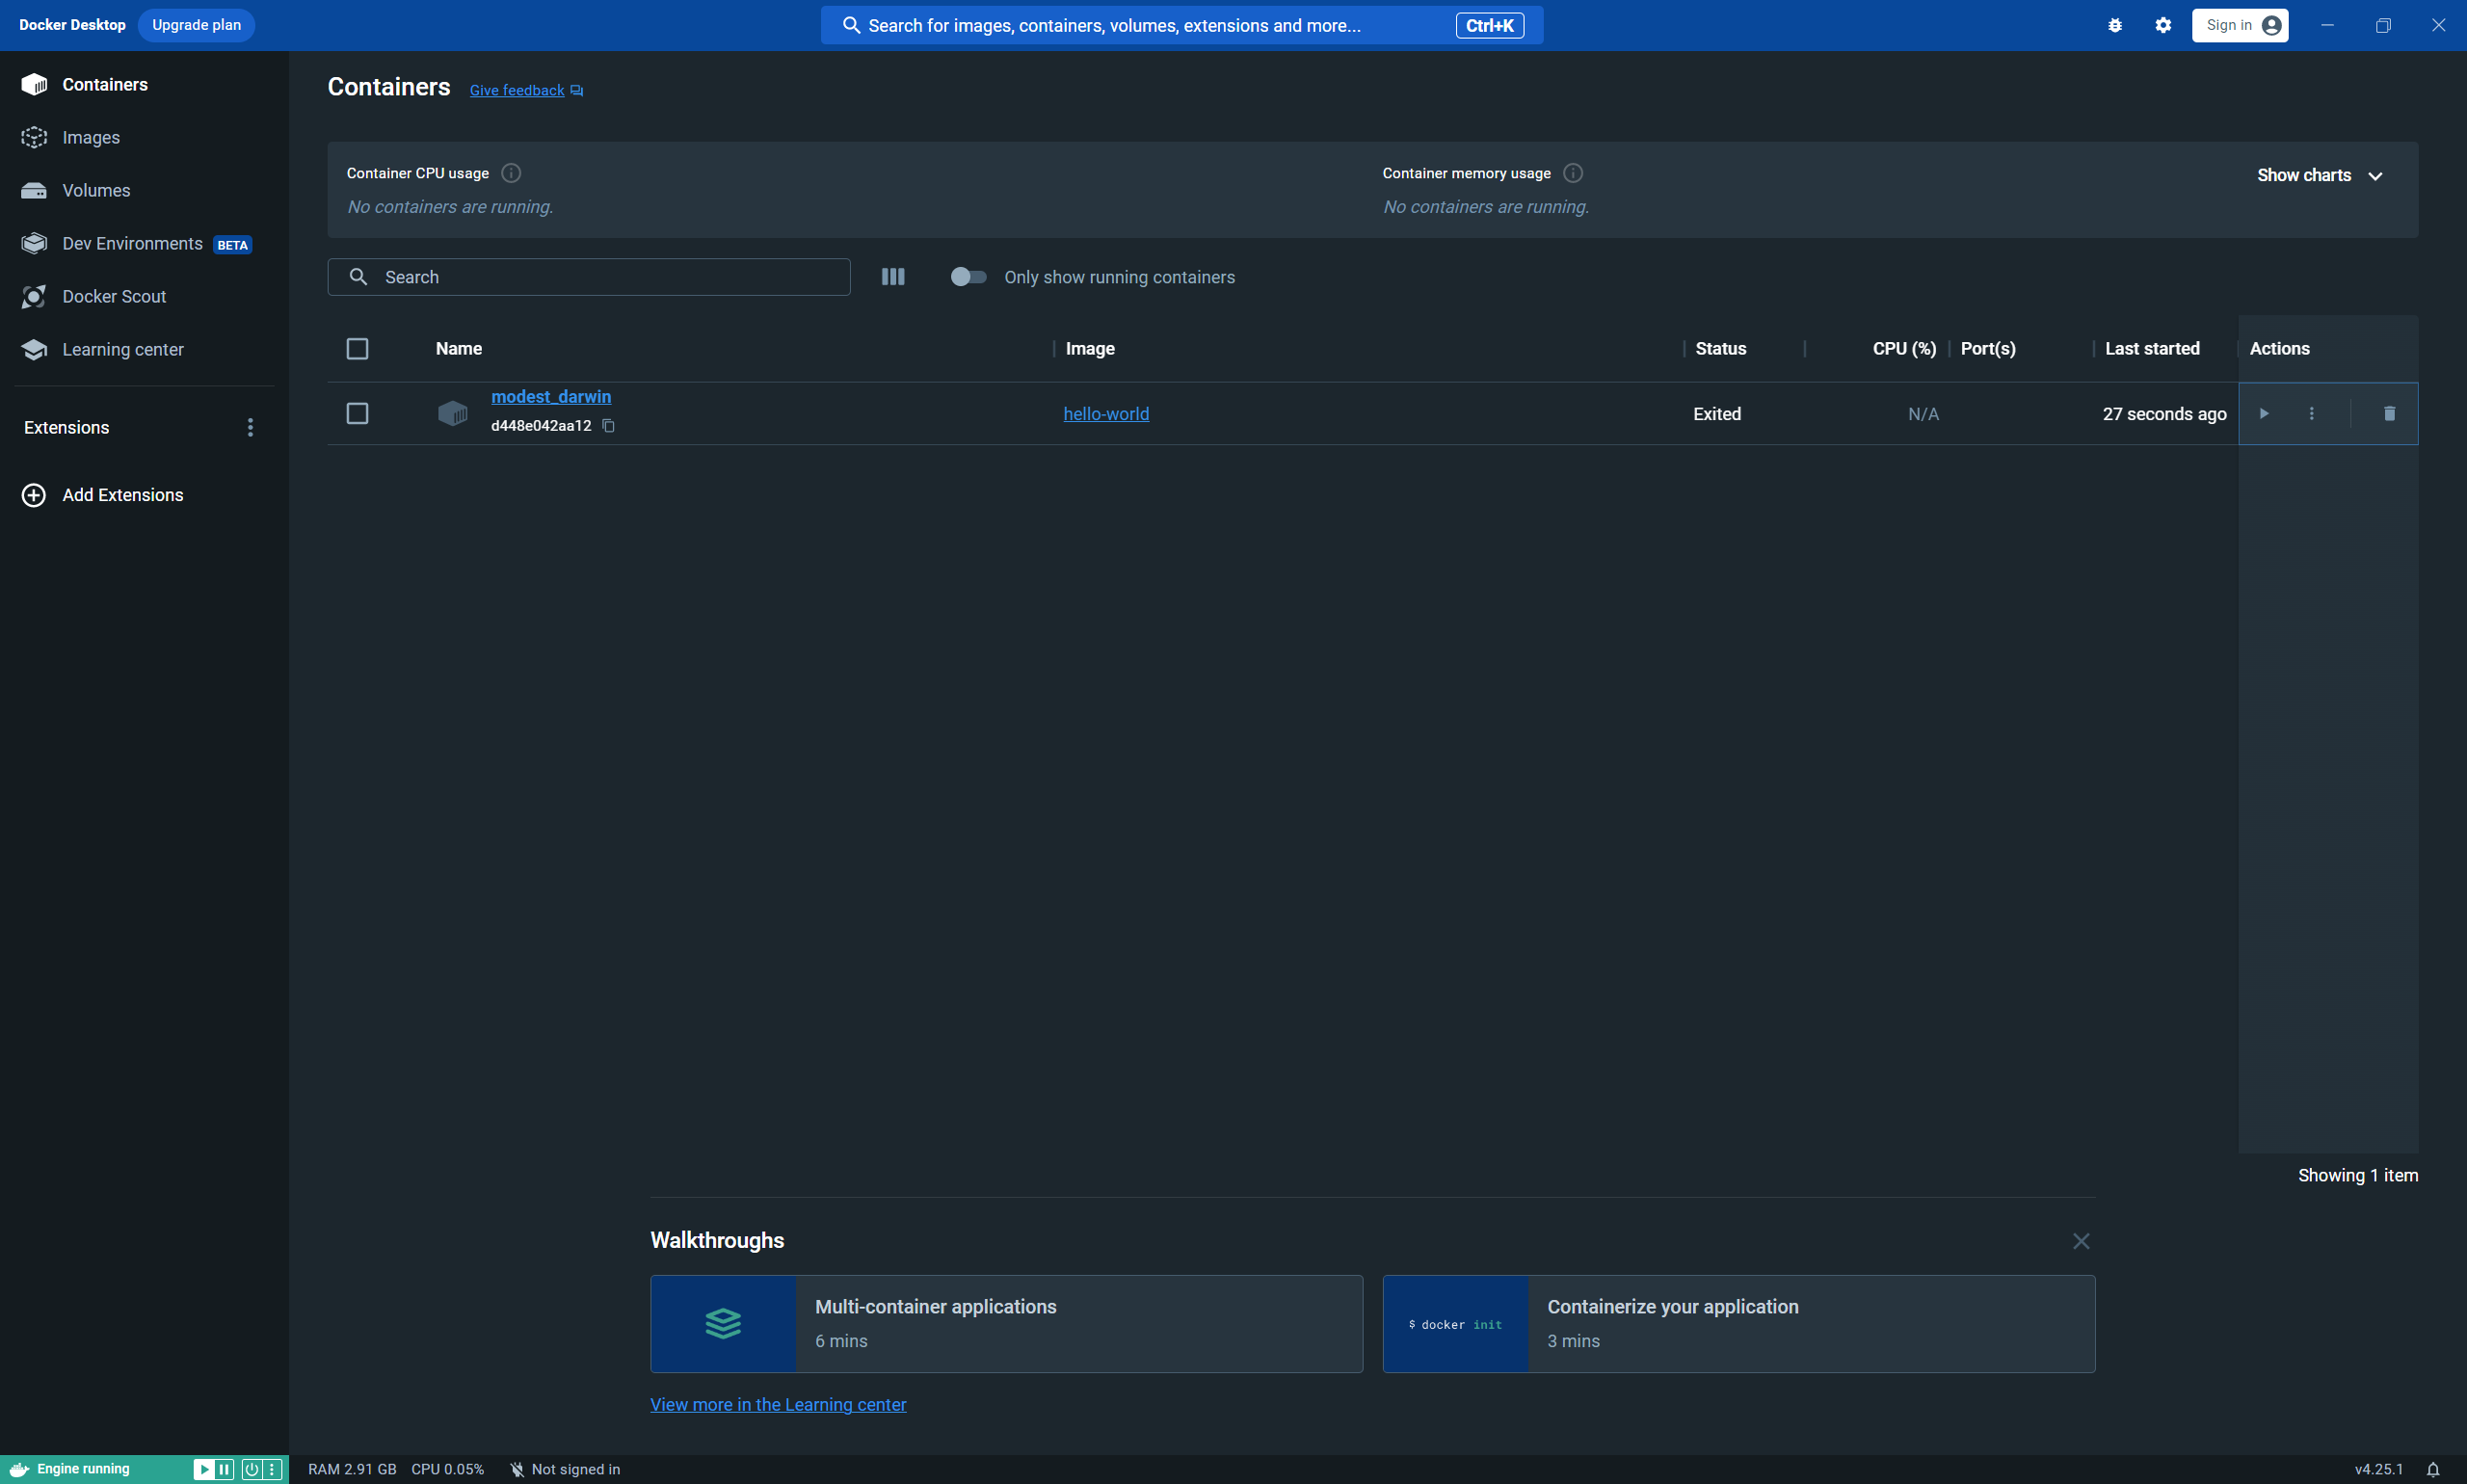 Docker Desktop Upgrade plan Search for images, containers, volumes, extensions and more... Ctrl+K Sign in
Containers
Images
Volumes
Dev Environments BETA
Docker Scout
Learning center
Extensions
Add Extensions
Containers Give feedback
Container CPU usage
No containers are running.
Container memory usage
No containers are running.
Show charts
Search
Only show running containers
Name Image Status CPU (%) Port(s) Last started Actions
modest_darwin
d448e042aa12
hello-world Exited N/A 27 seconds ago
Showing 1 item
Walkthroughs
Multi-container applications
6 mins
$ docker init
Containerize your application
3 mins
View more in the Learning center
Engine running RAM 2.91 GB CPU 0.05% Not signed in v4.25.1